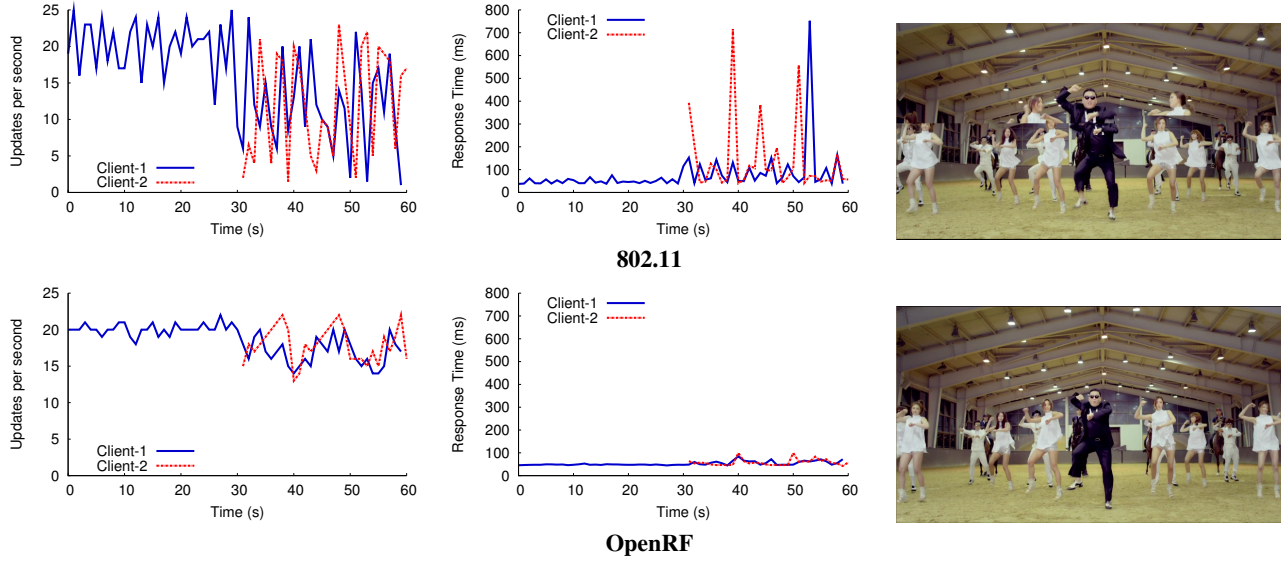 25
20
15
10
5
0
Updates per second
Client-1
Client-2
0 10 20 30 40 50 60
Time (s)
800
700
600
500
400
300
200
100
0
Response Time (ms)
Client-1
Client-2
0 10 20 30 40 50 60
Time (s)
802.11
25
20
15
10
5
0
Updates per second
Client-1
Client-2
0 10 20 30 40 50 60
Time (s)
800
700
600
500
400
300
200
100
0
Response Time (ms)
Client-1
Client-2
0 10 20 30 40 50 60
Time (s)
OpenRF